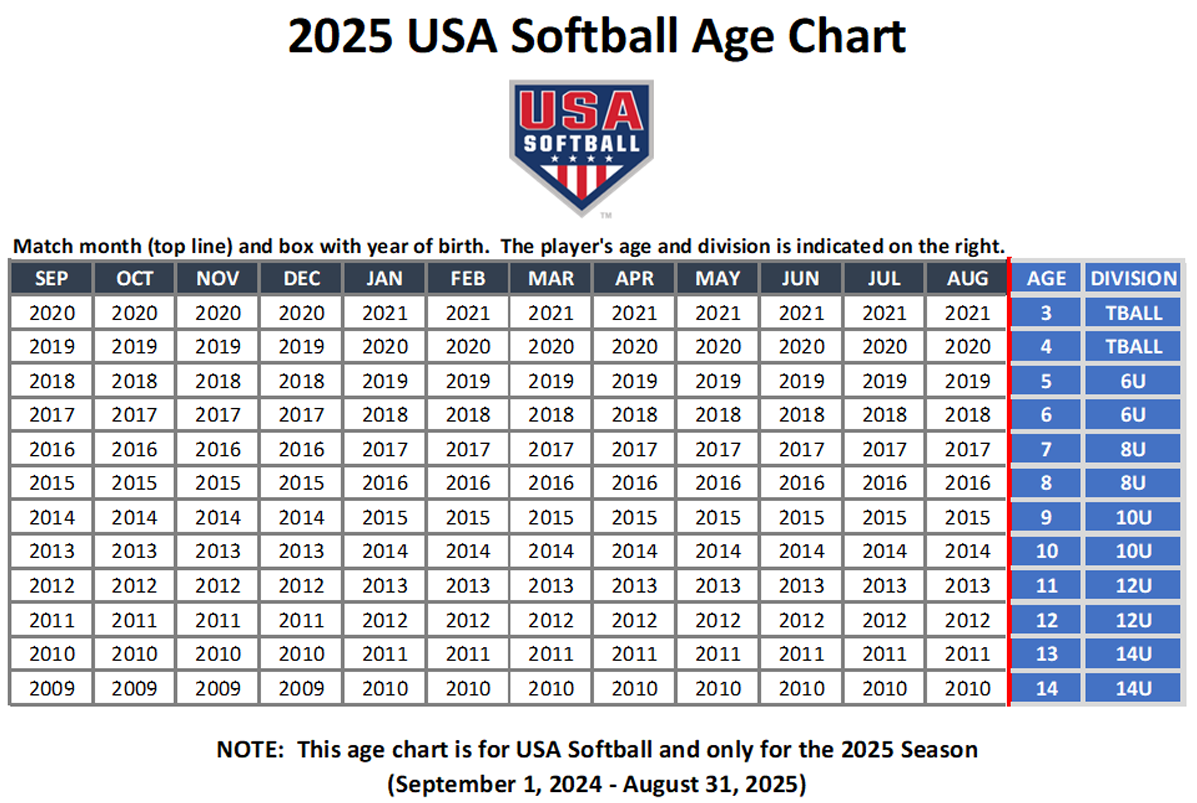 2025 USA Softball Age Chart
USA
SOFTBALL
TM
Match month (top line) and box with year of birth. The player's age and division is indicated on the right.
SEP OCT NOV DEC JAN FEB MAR APR MAY JUN JUL AUG AGE DIVISION
2020 2020 2020 2020 2021 2021 2021 2021 2021 2021 2021 2021 3 TBALL
2019 2019 2019 2019 2020 2020 2020 2020 2020 2020 2020 2020 4 TBALL
2018 2018 2018 2018 2019 2019 2019 2019 2019 2019 2019 2019 5 6U
2017 2017 2017 2017 2018 2018 2018 2018 2018 2018 2018 2018 6 6U
2016 2016 2016 2016 2017 2017 2017 2017 2017 2017 2017 2017 7 8U
2015 2015 2015 2015 2016 2016 2016 2016 2016 2016 2016 2016 8 8U
2014 2014 2014 2014 2015 2015 2015 2015 2015 2015 2015 2015 9 10U
2013 2013 2013 2013 2014 2014 2014 2014 2014 2014 2014 2014 10 10U
2012 2012 2012 2012 2013 2013 2013 2013 2013 2013 2013 2013 11 12U
2011 2011 2011 2011 2012 2012 2012 2012 2012 2012 2012 2012 12 12U
2010 2010 2010 2010 2011 2011 2011 2011 2011 2011 2011 2011 13 14U
2009 2009 2009 2009 2010 2010 2010 2010 2010 2010 2010 2010 14 14U
NOTE: This age chart is for USA Softball and only for the 2025 Season
(September 1, 2024 - August 31, 2025)